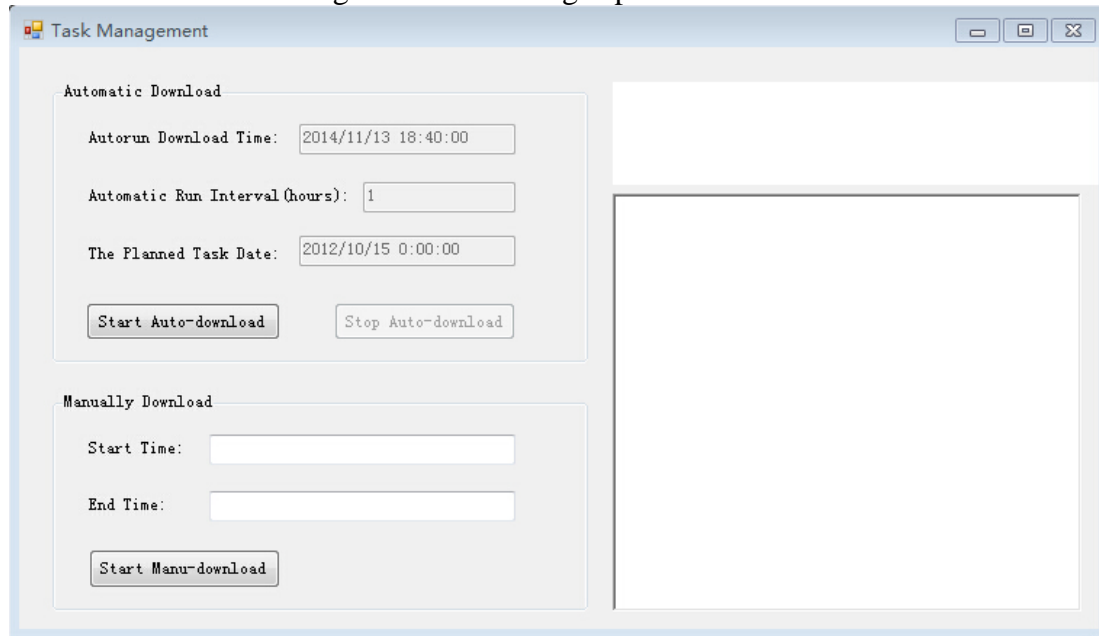 Task Management
Automatic Download
Autorun Download Time: 2014/11/13 18:40:00
Automatic Run Interval(hours): 1
The Planned Task Date: 2012/10/15 0:00:00
Start Auto-download Stop Auto-download
Manually Download
Start Time:
End Time:
Start Manu-download